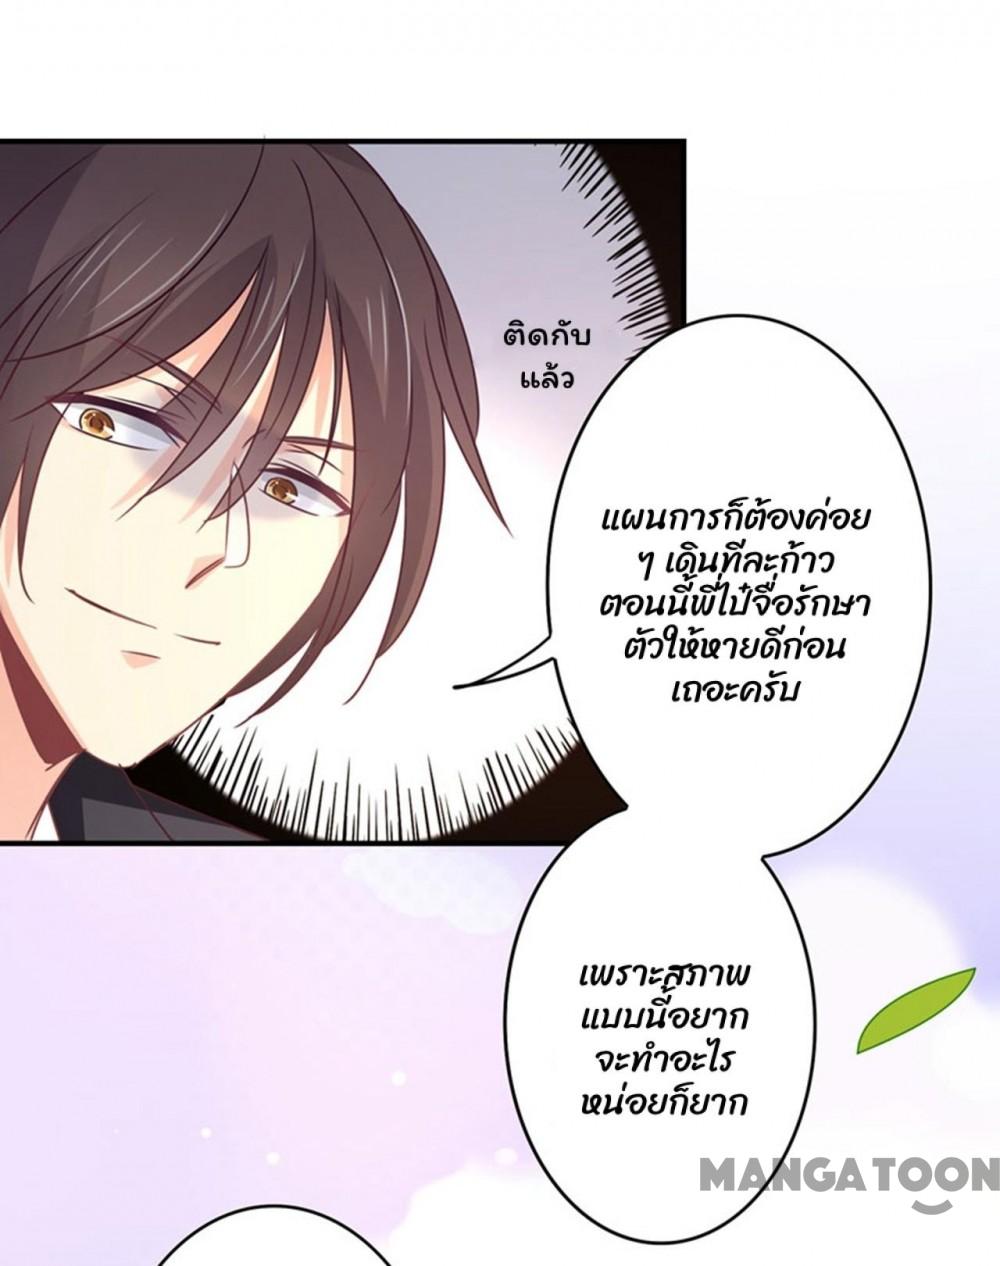 ติดกับ
แล้ว
แผนการก็ต้องค่อย
ๆ เดินทีละก้าว
ตอนนี้พี่ไป๋จื่อรักษา
ตัวให้หายดีก่อน
เถอะครับ
เพราะสภาพ
แบบนี้อยาก
จะทำอะไร
หน่อยก็ยาก
MANGATOON